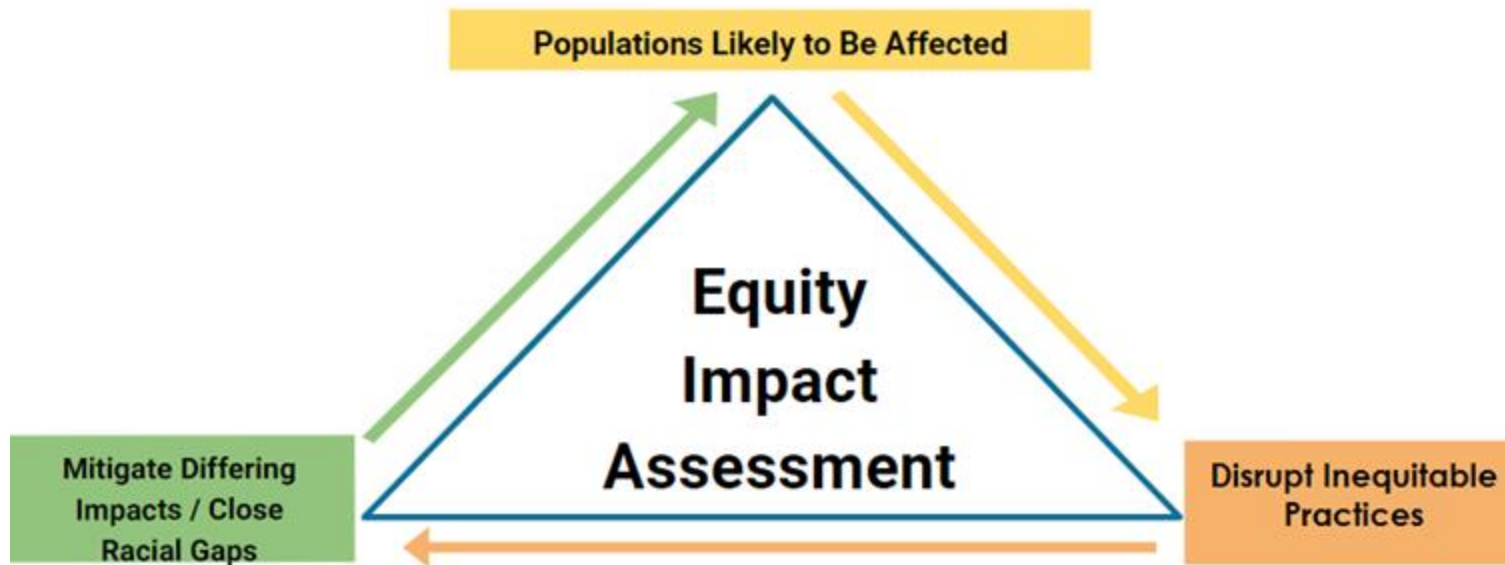 Populations Likely to Be Affected
Equity
Impact
Assessment
Mitigate Differing
Impacts / Close
Racial Gaps
Disrupt Inequitable
Practices